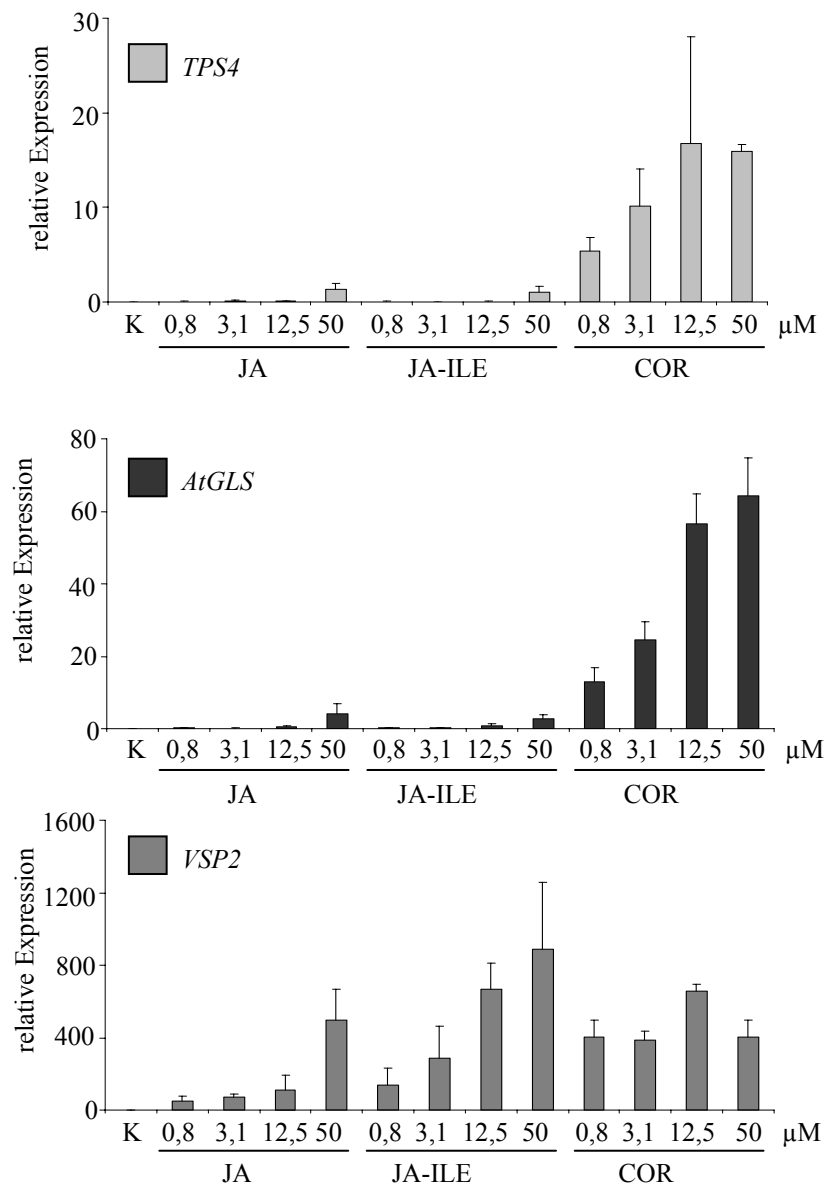 30
TPS4
20
10
0
relative Expression
K 0,8 3,1 12,5 50 0,8 3,1 12,5 50 0,8 3,1 12,5 50 µM
JA JA-ILE COR
80
AtGLS
60
40
20
0
relative Expression
K 0,8 3,1 12,5 50 0,8 3,1 12,5 50 0,8 3,1 12,5 50 µM
JA JA-ILE COR
1600
VSP2
1200
800
400
0
relative Expression
K 0,8 3,1 12,5 50 0,8 3,1 12,5 50 0,8 3,1 12,5 50 µM
JA JA-ILE COR